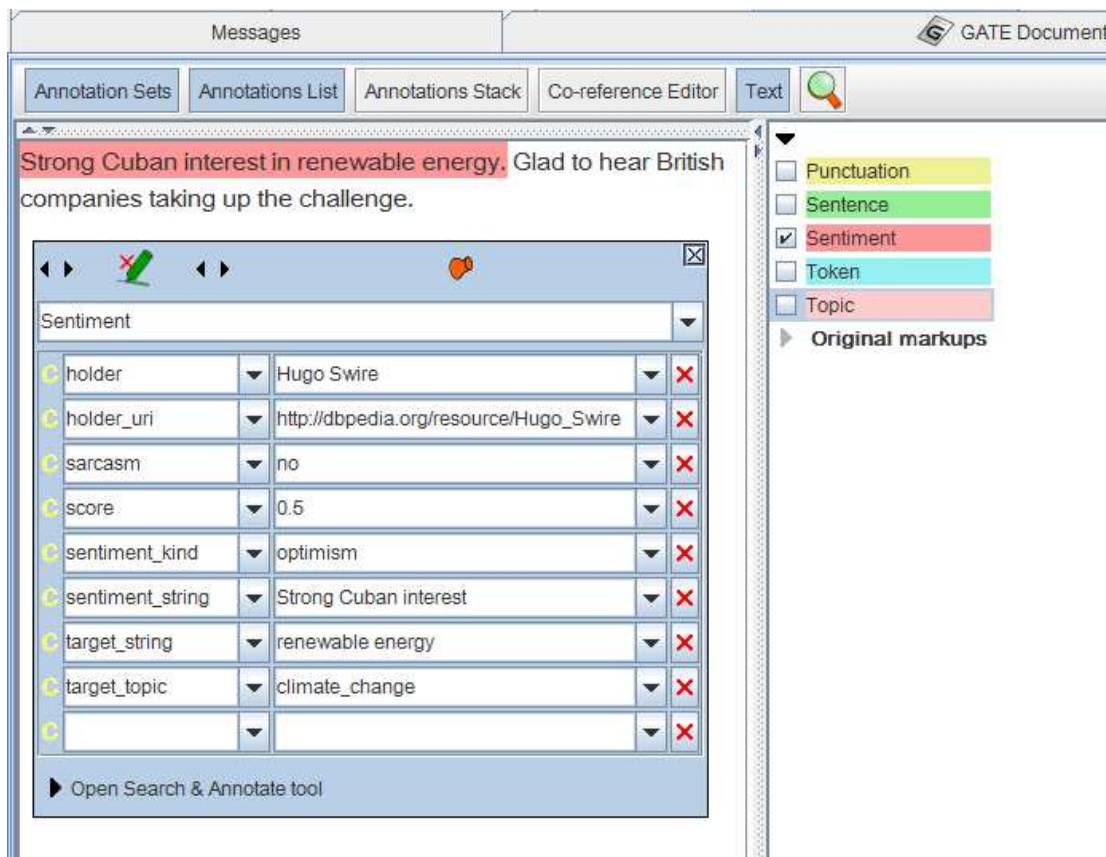 Messages
GATE Document
Annotation Sets Annotations List Annotations Stack Co-reference Editor Text
Strong Cuban interest in renewable energy. Glad to hear British
companies taking up the challenge.
Sentiment
C holder Hugo Swire
C holder_uri http://dbpedia.org/resource/Hugo_Swire
C sarcasm no
C score 0.5
C sentiment_kind optimism
C sentiment_string Strong Cuban interest
C target_string renewable energy
C target_topic climate_change
C
Open Search & Annotate tool
Punctuation
Sentence
Sentiment
Token
Topic
Original markups